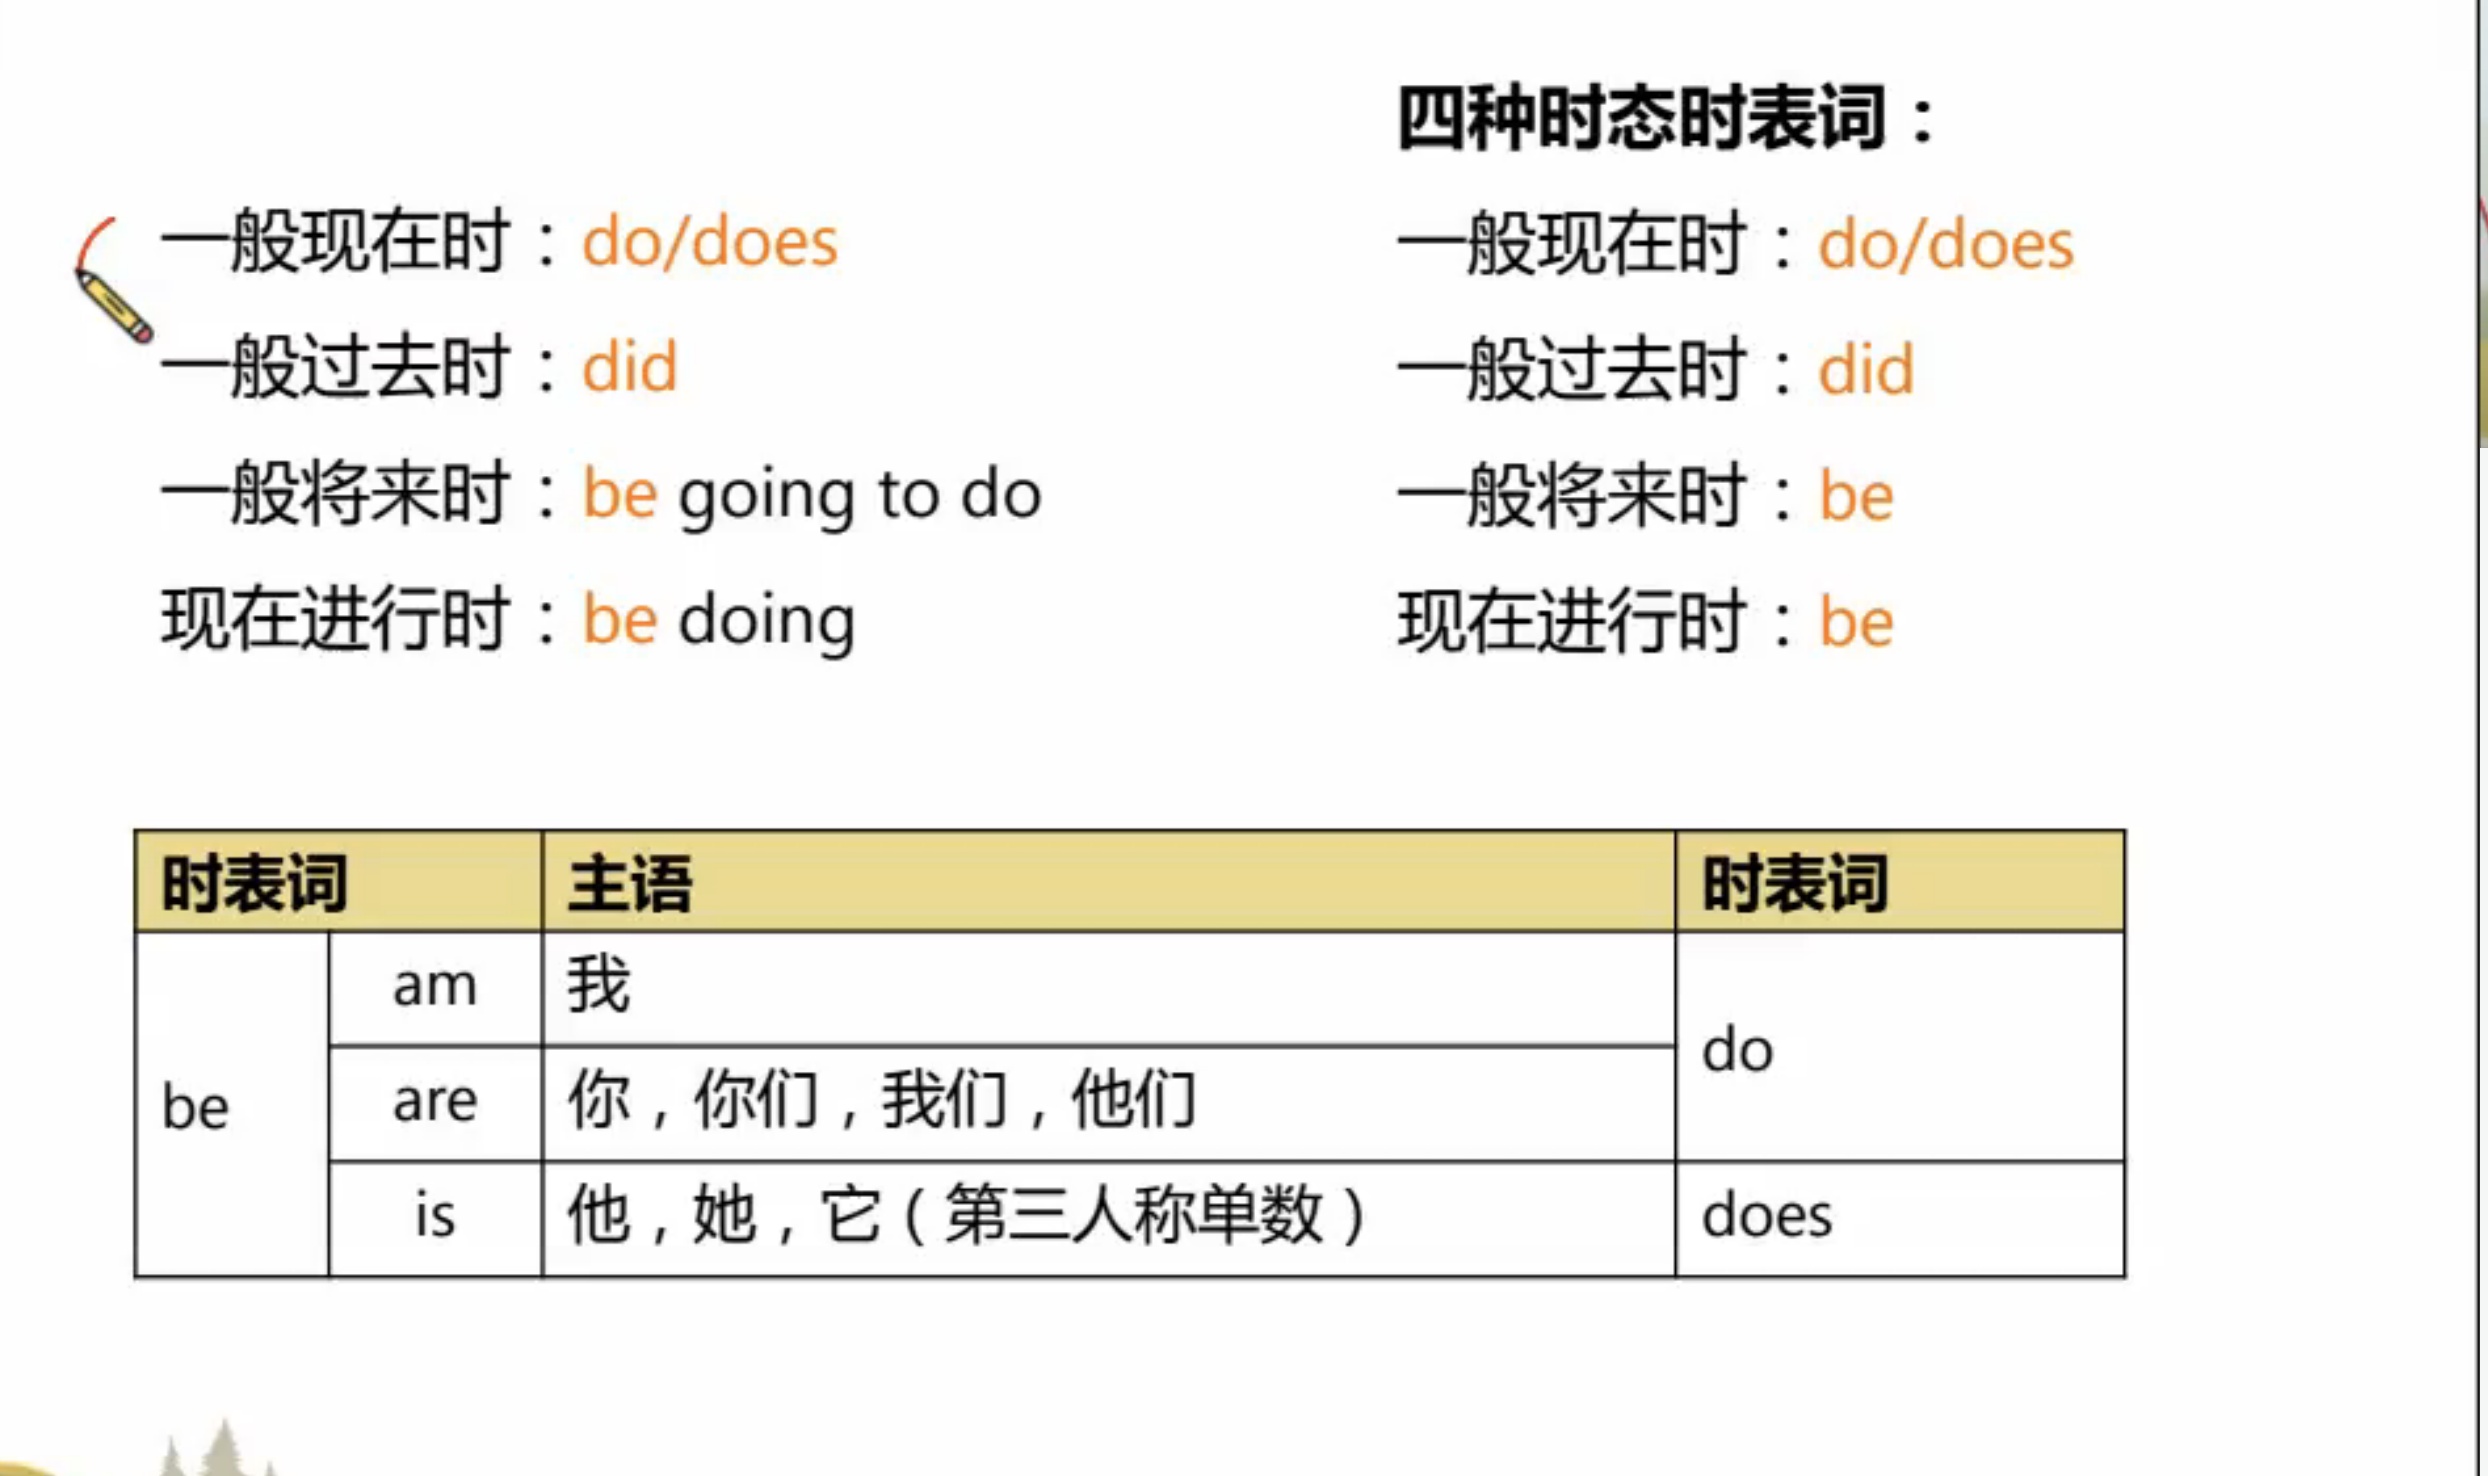 一般现在时：do/does
一般过去时：did
一般将来时：be going to do
现在进行时：be doing
四种时态时表词：
一般现在时：do/does
一般过去时：did
一般将来时：be
现在进行时：be
时表词 主语 时表词
be
am 我
are 你，你们，我们，他们
do
is 他，她，它（第三人称单数） does